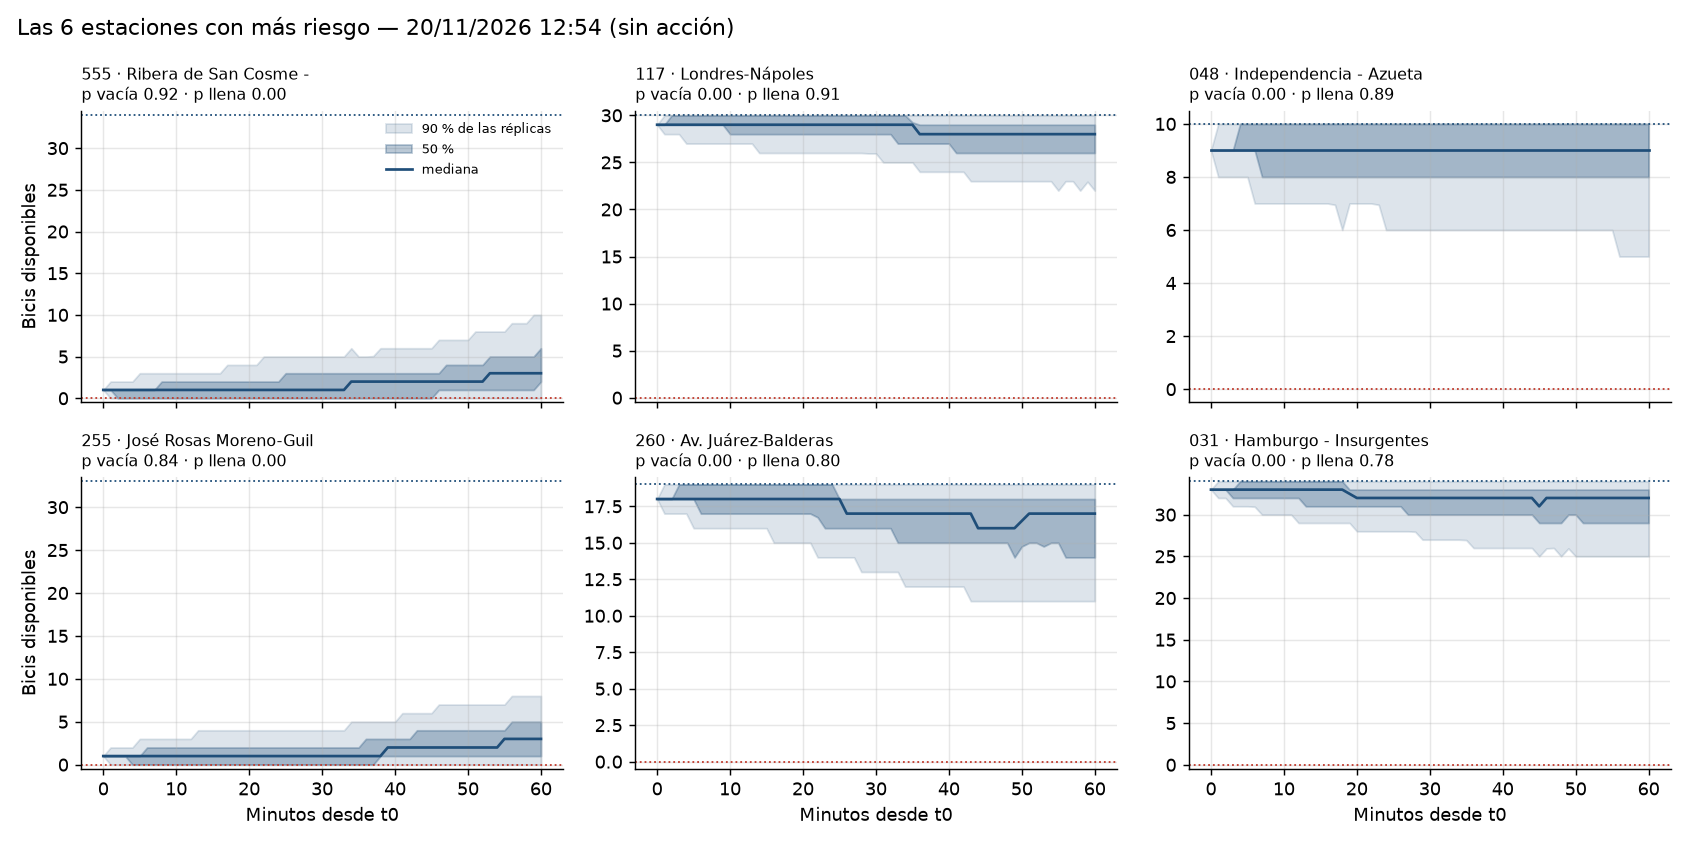 Las 6 estaciones con más riesgo — 20/11/2026 12:54 (sin acción)
555 · Ribera de San Cosme -
p vacía 0.92 · p llena 0.00
90 % de las réplicas
50 %
mediana
Bicis disponibles
30
25
20
15
10
5
0
117 · Londres-Nápoles
p vacía 0.00 · p llena 0.91
30
25
20
15
10
5
0
048 · Independencia - Azueta
p vacía 0.00 · p llena 0.89
10
8
6
4
2
0
255 · José Rosas Moreno-Guil
p vacía 0.84 · p llena 0.00
Bicis disponibles
30
25
20
15
10
5
0
0 10 20 30 40 50 60
Minutos desde t0
260 · Av. Juárez-Balderas
p vacía 0.00 · p llena 0.80
17.5
15.0
12.5
10.0
7.5
5.0
2.5
0.0
0 10 20 30 40 50 60
Minutos desde t0
031 · Hamburgo - Insurgentes
p vacía 0.00 · p llena 0.78
30
25
20
15
10
5
0
0 10 20 30 40 50 60
Minutos desde t0